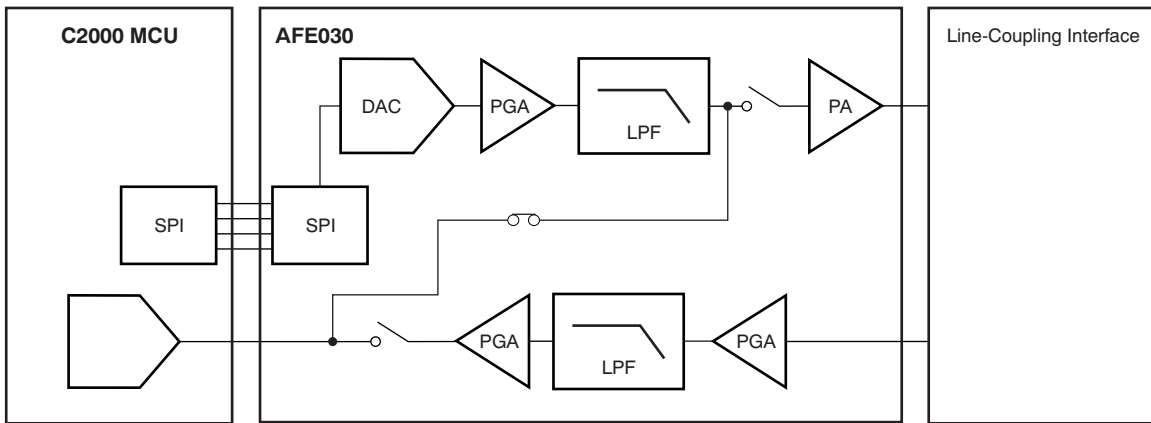 C2000 MCU
AFE030
Line-Coupling Interface
DAC
PGA
LPF
PA
SPI
SPI
PGA
LPF
PGA